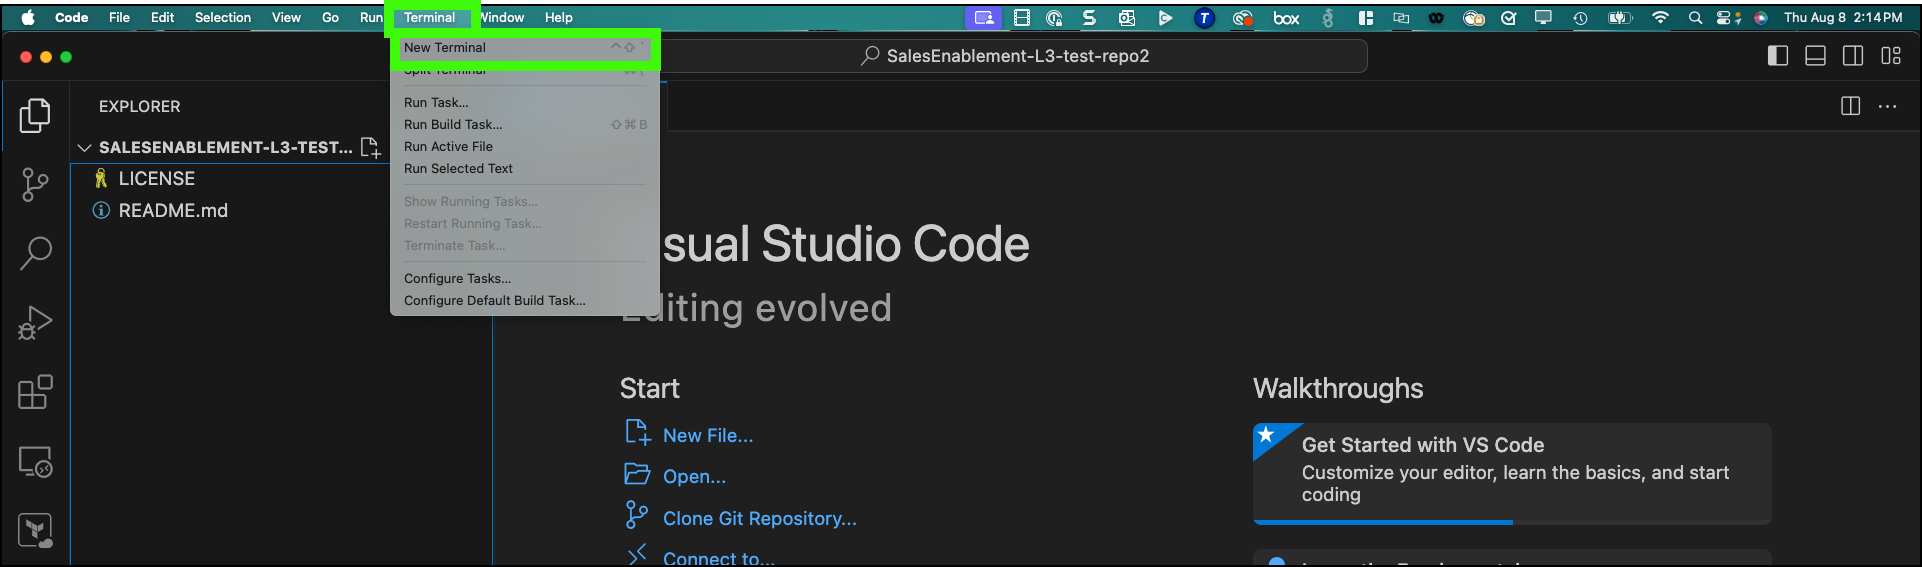 Code File Edit Selection View Go Run Terminal Window Help box Thu Aug 8 2:14 PM
New Terminal ^⇧`
Split Terminal
Run Task...
Run Build Task... ⇧⌘B
Run Active File
Run Selected Text
Show Running Tasks...
Restart Running Task...
Terminate Task...
Configure Tasks...
Configure Default Build Task...
SalesEnablement-L3-test-repo2
EXPLORER
SALESENABLEMENT-L3-TEST...
LICENSE
README.md
sual Studio Code
Editing evolved
Start
New File...
Open...
Clone Git Repository...
Connect to...
Walkthroughs
Get Started with VS Code
Customize your editor, learn the basics, and start
coding